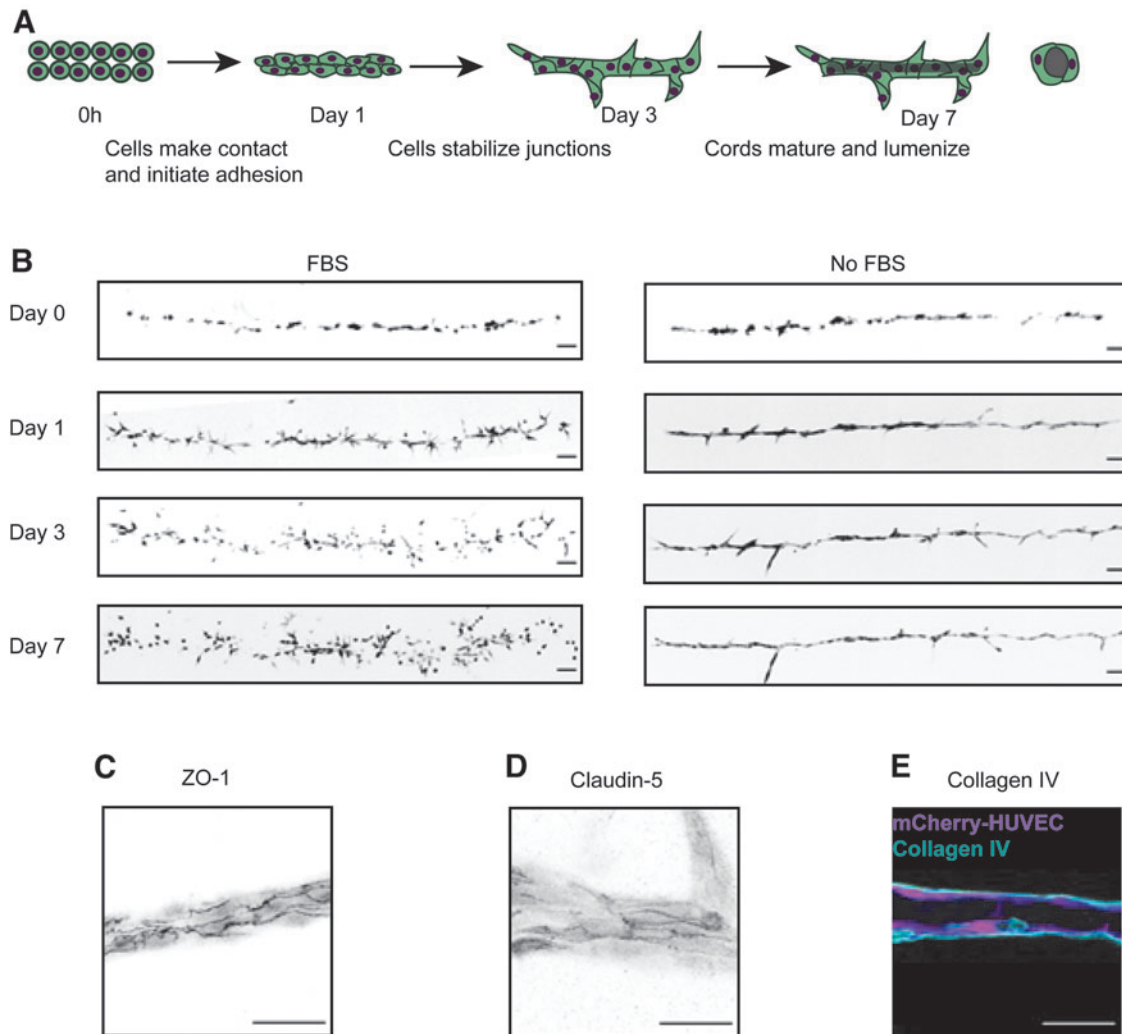 A
0h
Day 1
Day 3
Day 7
Cells make contact
and initiate adhesion
Cells stabilize junctions
Cords mature and lumenize
B
FBS
No FBS
Day 0
Day 1
Day 3
Day 7
C
ZO-1
D
Claudin-5
E
Collagen IV
mCherry-HUVEC
Collagen IV